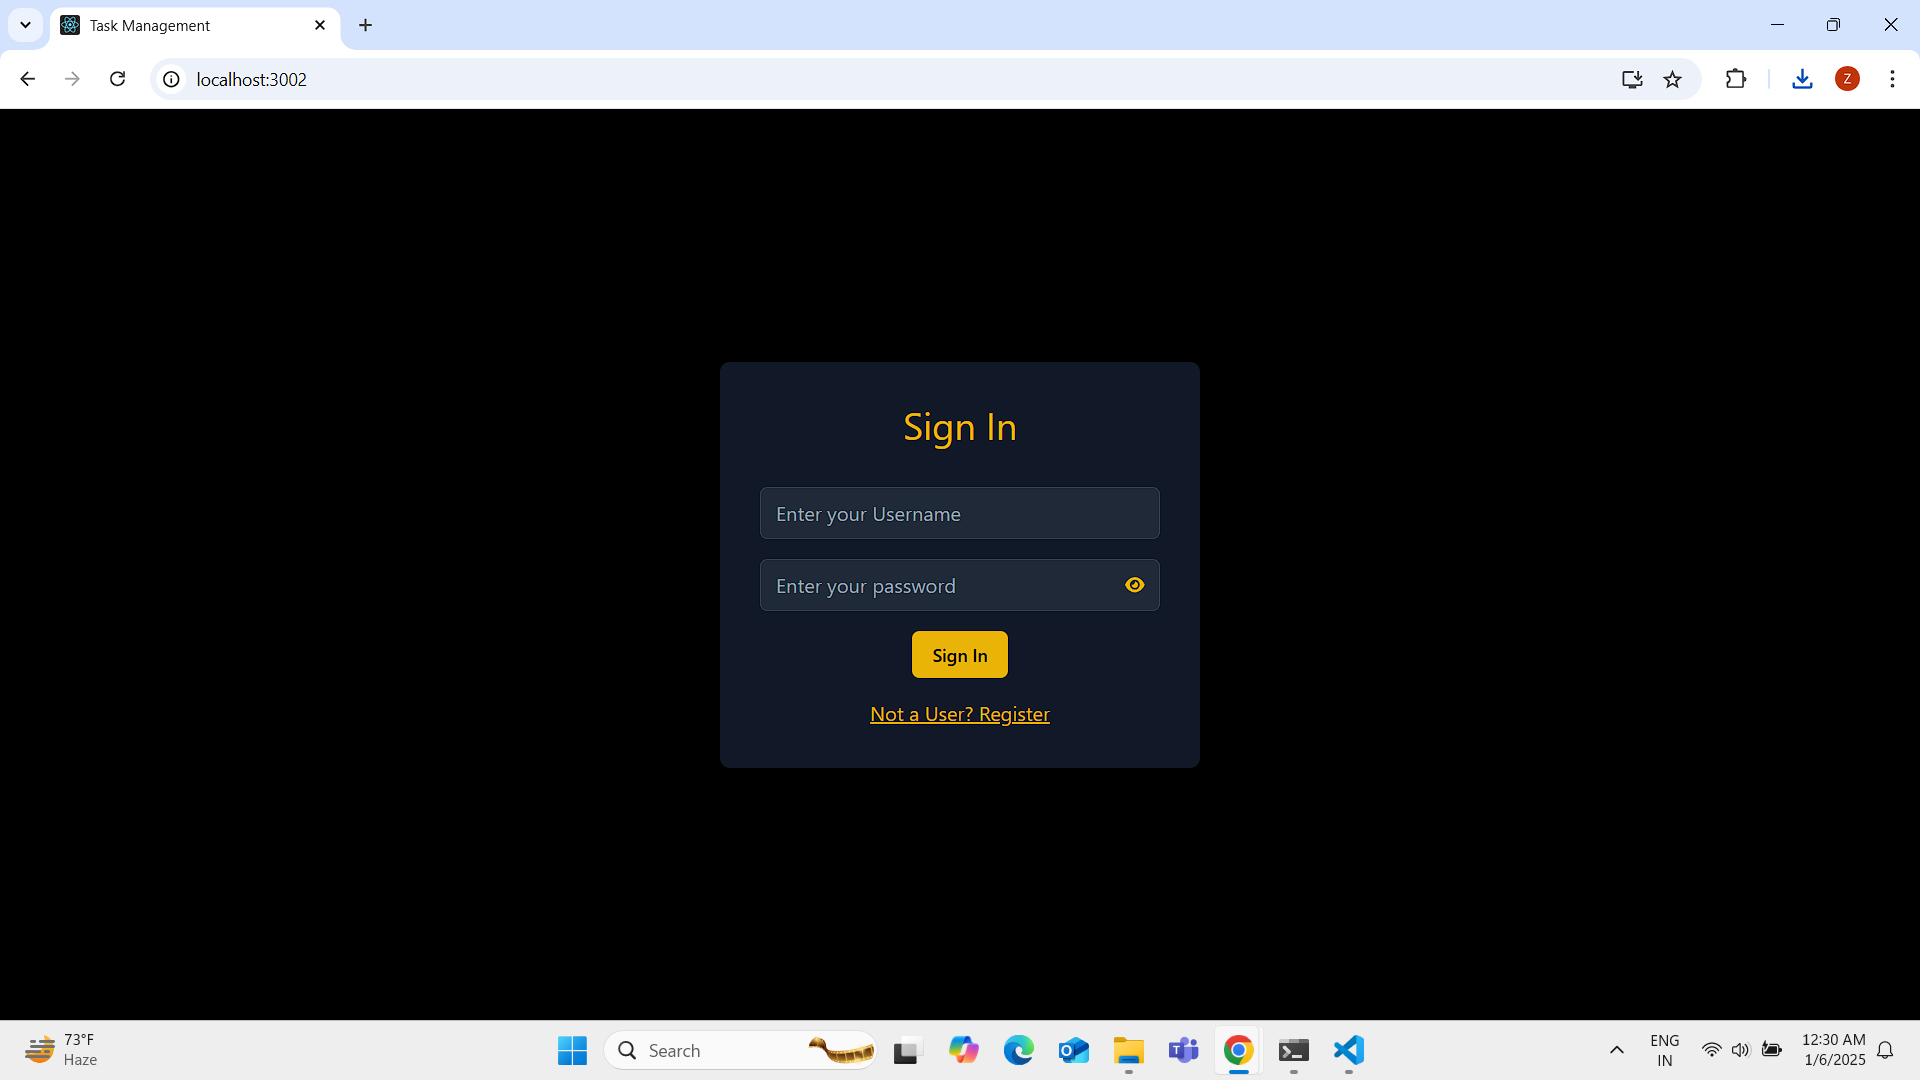 Task Management
localhost:3002
Z
Sign In
Enter your Username
Enter your password
Sign In
Not a User? Register
73°F
Haze
Search
ENG
IN
12:30 AM
1/6/2025